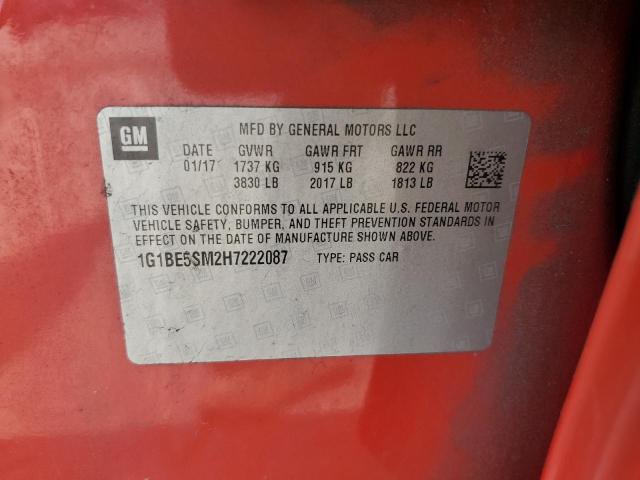 GM
MFD BY GENERAL MOTORS LLC
DATE GVWR GAWR FRT GAWR RR
01/17 1737 KG 915 KG 822 KG
3830 LB 2017 LB 1813 LB
THIS VEHICLE CONFORMS TO ALL APPLICABLE U.S. FEDERAL MOTOR
VEHICLE SAFETY, BUMPER, AND THEFT PREVENTION STANDARDS IN
EFFECT ON THE DATE OF MANUFACTURE SHOWN ABOVE.
1G1BE5SM2H7222087 TYPE: PASS CAR